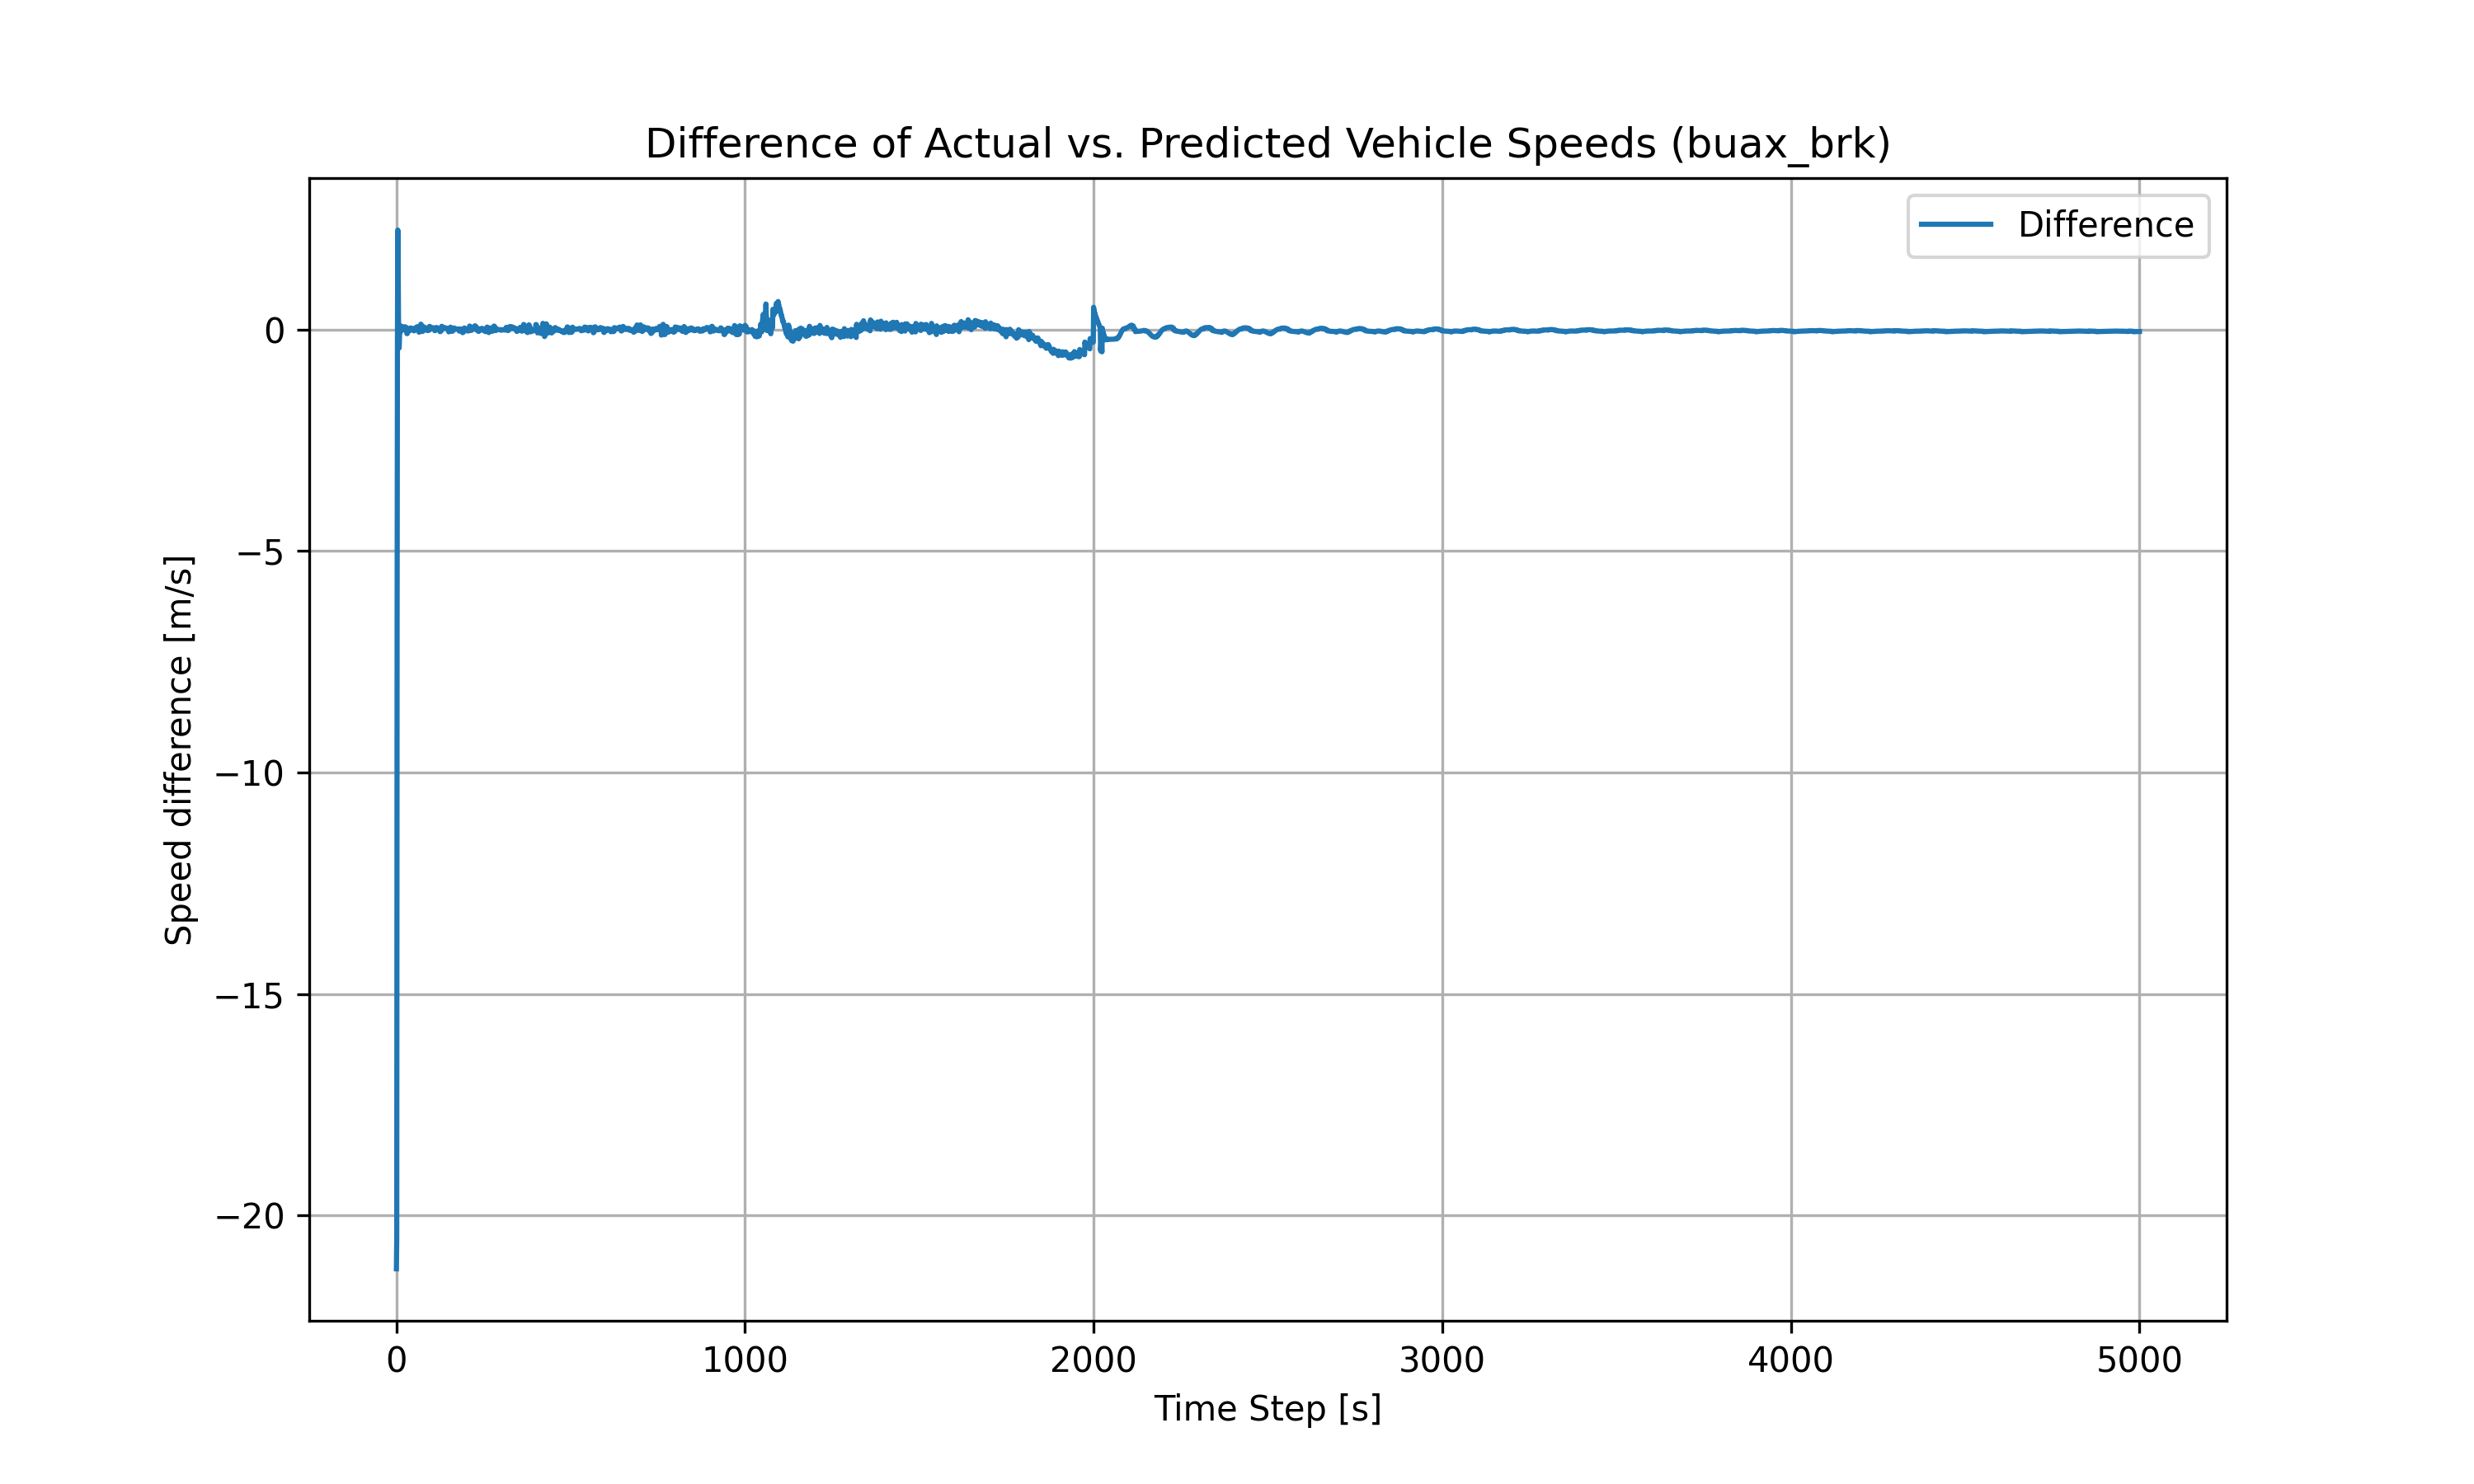 Difference of Actual vs. Predicted Vehicle Speeds (buax_brk)
Difference
0
−5
−10
−15
−20
Speed difference [m/s]
0 1000 2000 3000 4000 5000
Time Step [s]